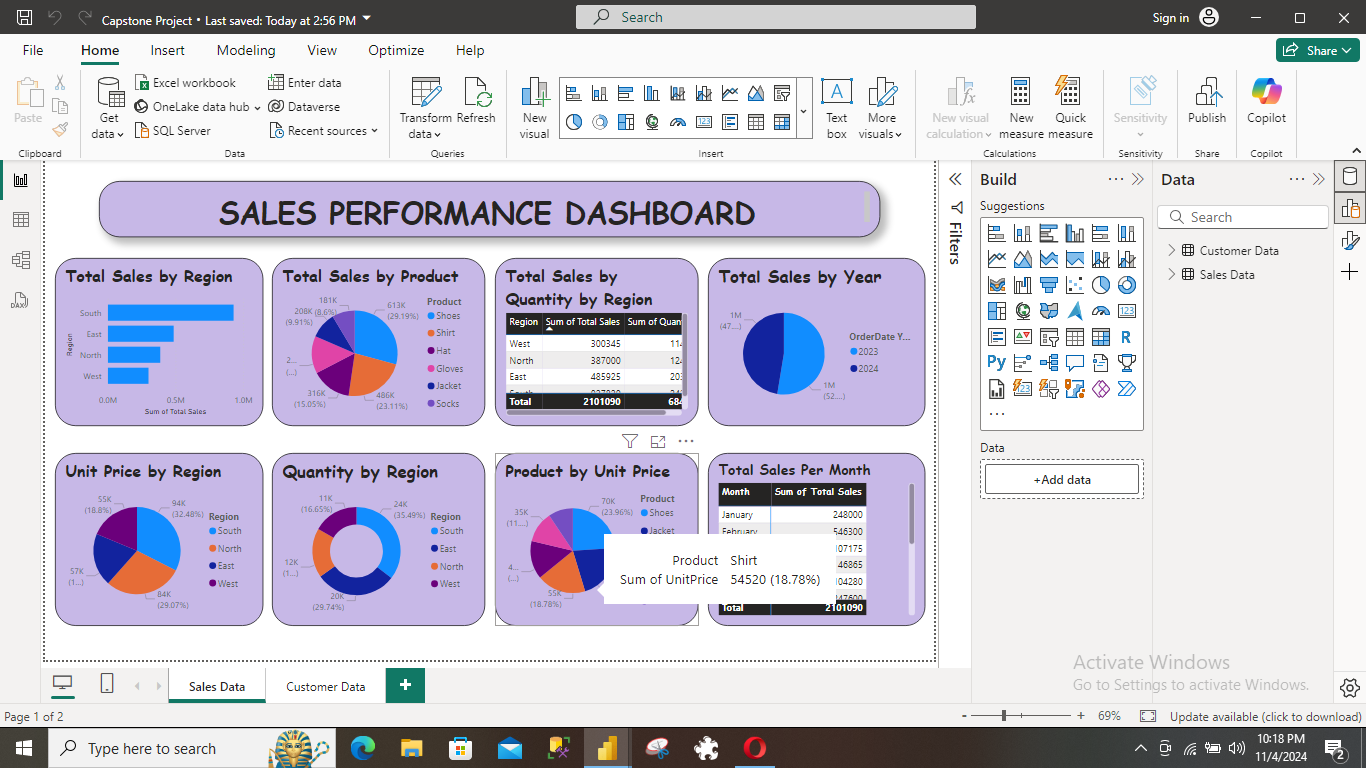 Capstone Project • Last saved: Today at 2:56 PM
Search
Sign in
File Home Insert Modeling View Optimize Help
Share
Paste
Clipboard
Get data
Excel workbook
OneLake data hub
SQL Server
Enter data
Dataverse
Recent sources
Data
Transform data
Refresh
Queries
New visual
Text box
More visuals
Insert
New visual calculation
New measure
Quick measure
Calculations
Sensitivity
Sensitivity
Publish
Share
Copilot
Copilot
DAX
SALES PERFORMANCE DASHBOARD
Total Sales by Region
Region
South
East
North
West
0.0M 0.5M 1.0M
Sum of Total Sales
Total Sales by Product
181K (8.6%)
208K (9.91%)
2... (...)
316K (15.05%)
486K (23.11%)
613K (29.19%)
Product
Shoes
Shirt
Hat
Gloves
Jacket
Socks
Total Sales by Quantity by Region
Region Sum of Total Sales Sum of Quan
West 300345 11
North 387000 12
East 485925 20
Total 2101090 684
Total Sales by Year
1M (47....)
1M (52....)
OrderDate Y...
2023
2024
Unit Price by Region
55K (18.8%)
94K (32.48%)
57K (1...)
84K (29.07%)
Region
South
North
East
West
Quantity by Region
11K (16.65%)
24K (35.49%)
12K (1...)
20K (29.74%)
Region
South
East
North
West
Product by Unit Price
35K (11....)
70K (23.96%)
4... (...)
55K (18.78%)
Product
Shoes
Jacket
Product Shirt
Sum of UnitPrice 54520 (18.78%)
Total Sales Per Month
Month Sum of Total Sales
January 248000
February 546300
107175
46865
104280
Total 2101090
Filters
Build
Suggestions
R
Py
123
Data
+Add data
Data
Search
Customer Data
Sales Data
Activate Windows
Go to Settings to activate Windows.
Sales Data
Customer Data
Page 1 of 2
69%
Update available (click to download)
Type here to search
10:18 PM
11/4/2024
2